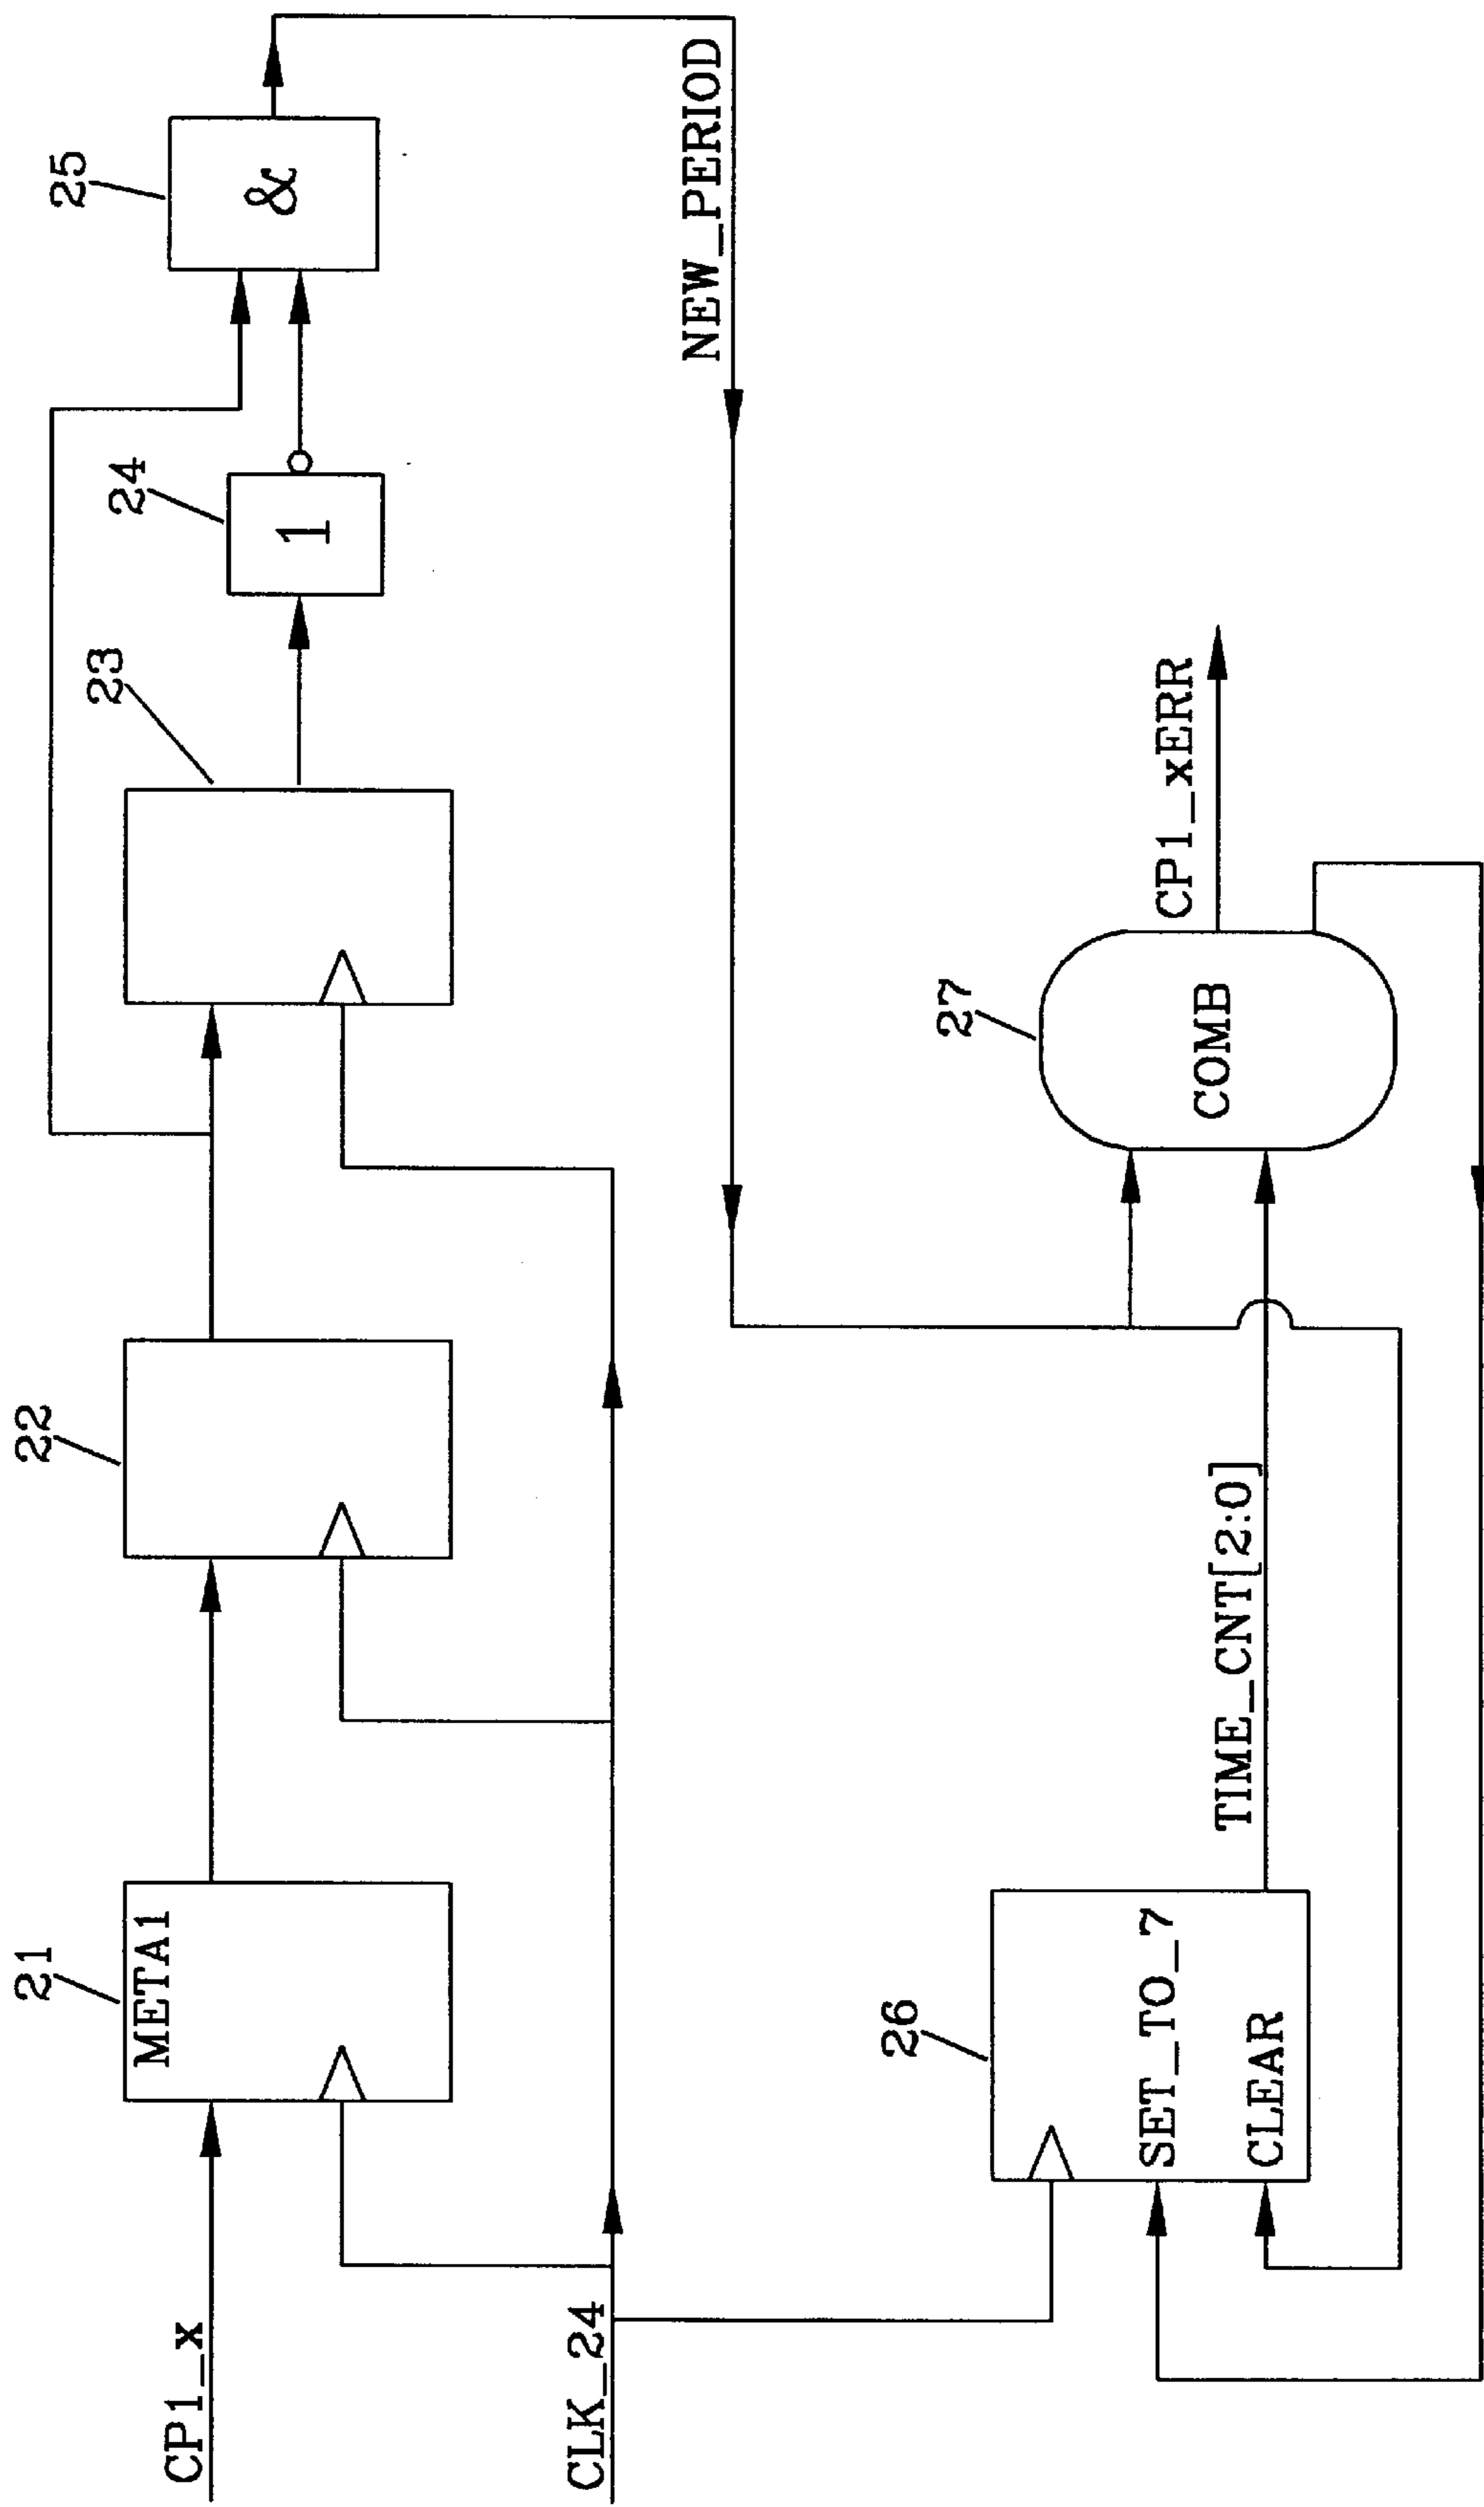 21
22
23
24
25
META1
1
&
CP1_x
CLK_24
NEW_PERIOD
26
27
SET_TO_7
CLEAR
TIME_CNT[2:0]
COMB
CP1_xERR